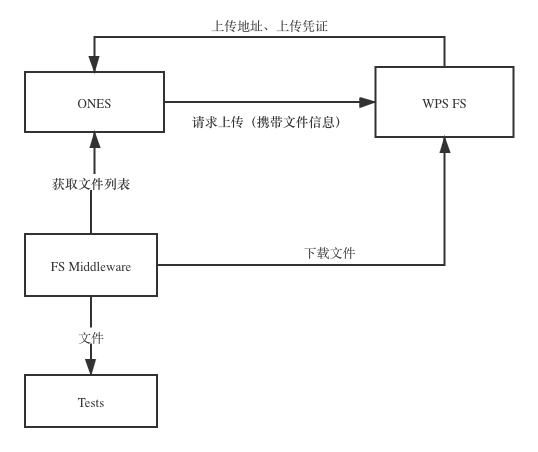 上传地址、上传凭证
ONES
WPS FS
请求上传（携带文件信息）
获取文件列表
FS Middleware
下载文件
文件
Tests